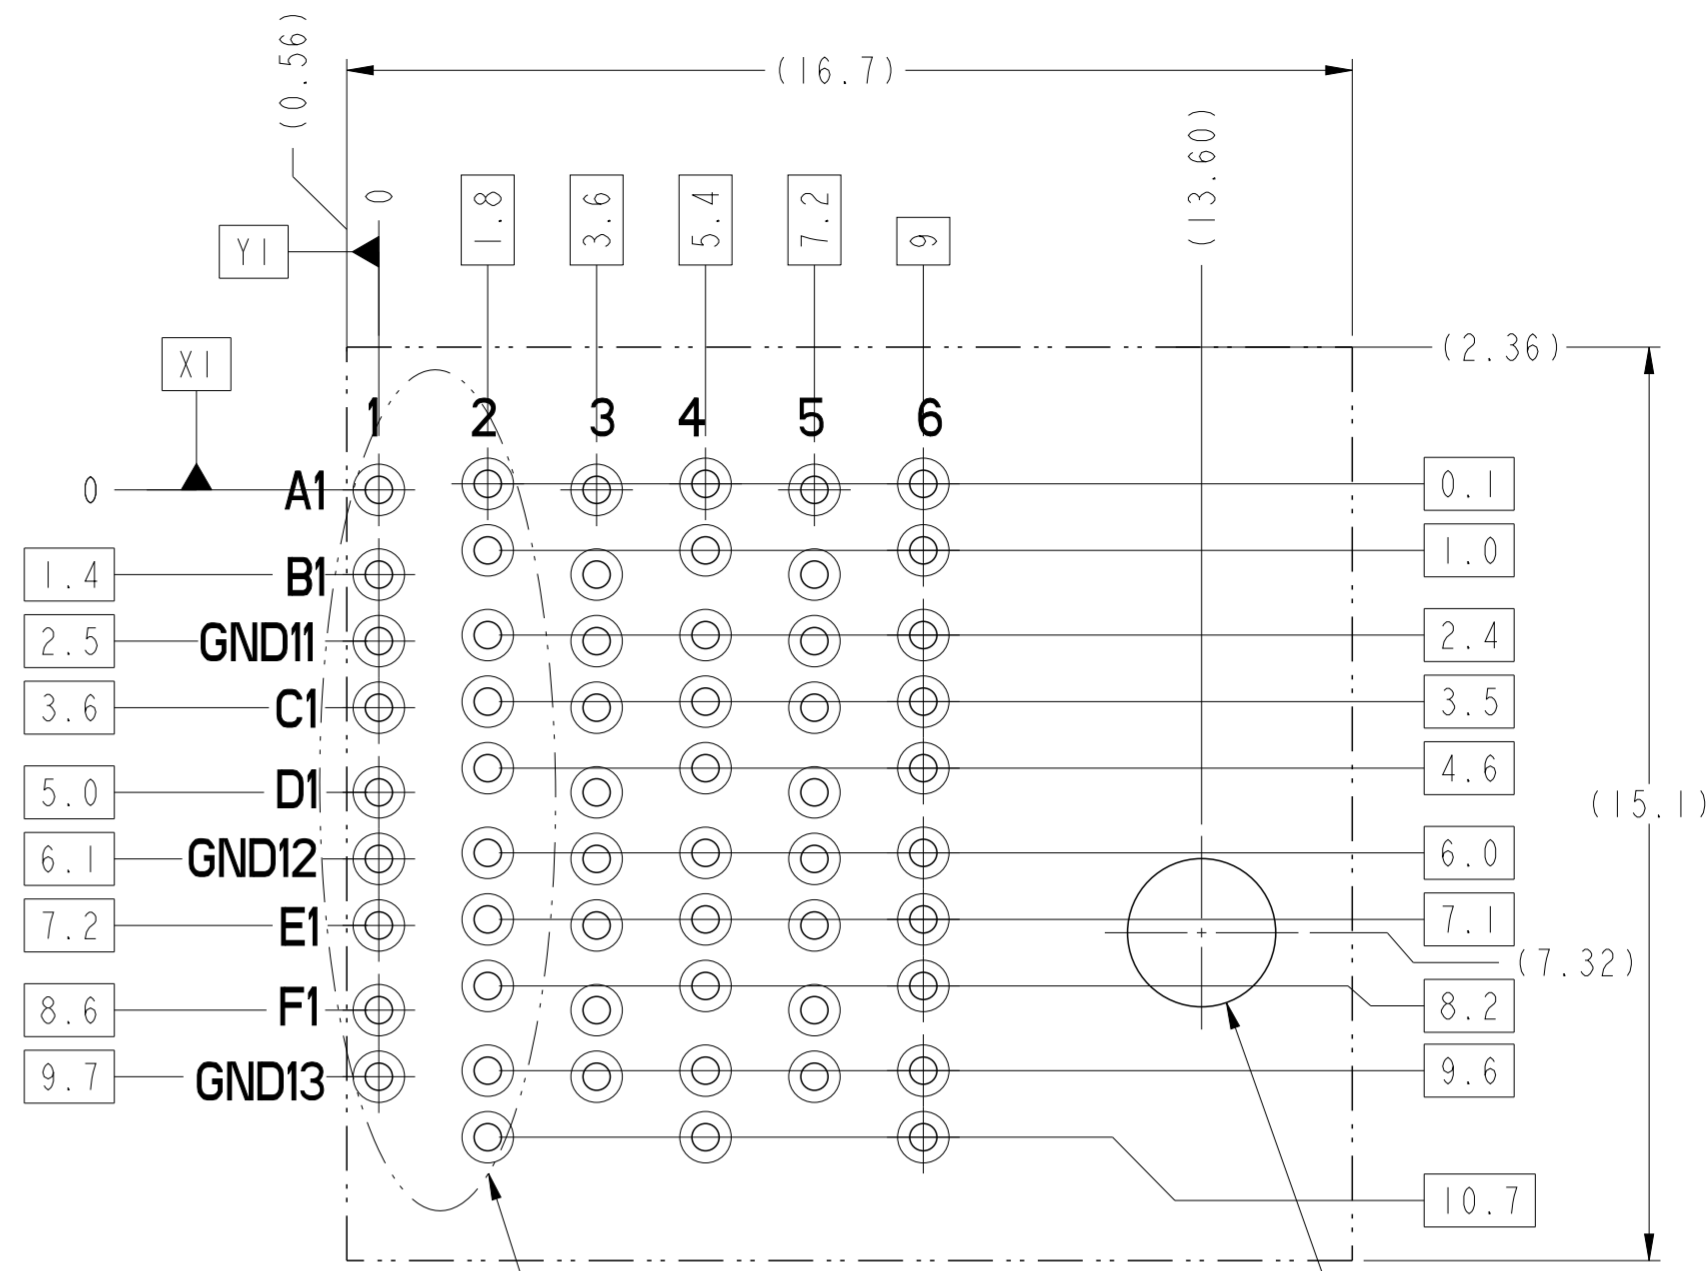 (0.56)
(16.7)
(13.60)
0
1.8
3.6
5.4
7.2
9
Y1
X1
(2.36)
1 2 3 4 5 6
0 A1 0.1
1.0
1.4 B1
2.5 GND11 2.4
3.6 C1 3.5
4.6
5.0 D1
(15.1)
6.1 GND12 6.0
7.2 E1 7.1
(7.32)
8.6 F1 8.2
9.7 GND13 9.6
10.7